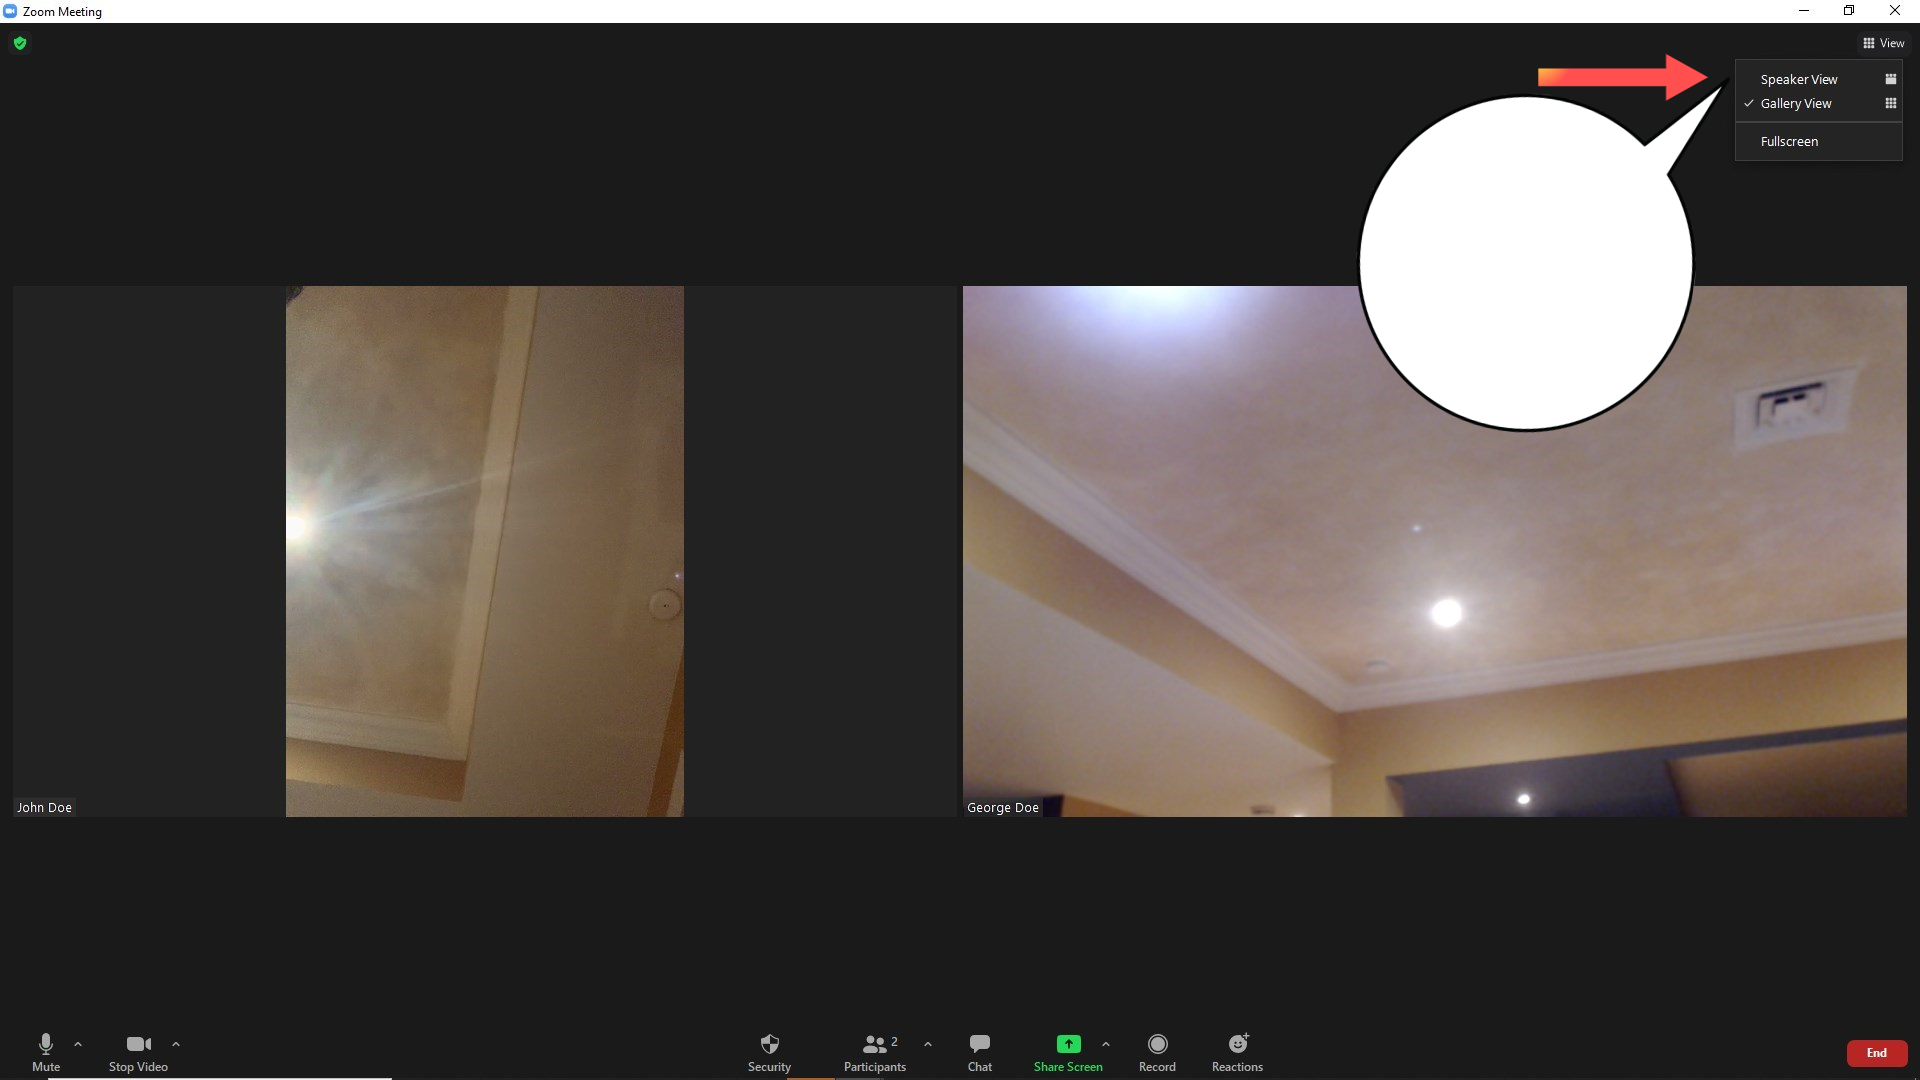 Zoom Meeting
View
Speaker View
Gallery View
Fullscreen
John Doe
George Doe
Mute
Stop Video
Security
2
Participants
Chat
Share Screen
Record
Reactions
End